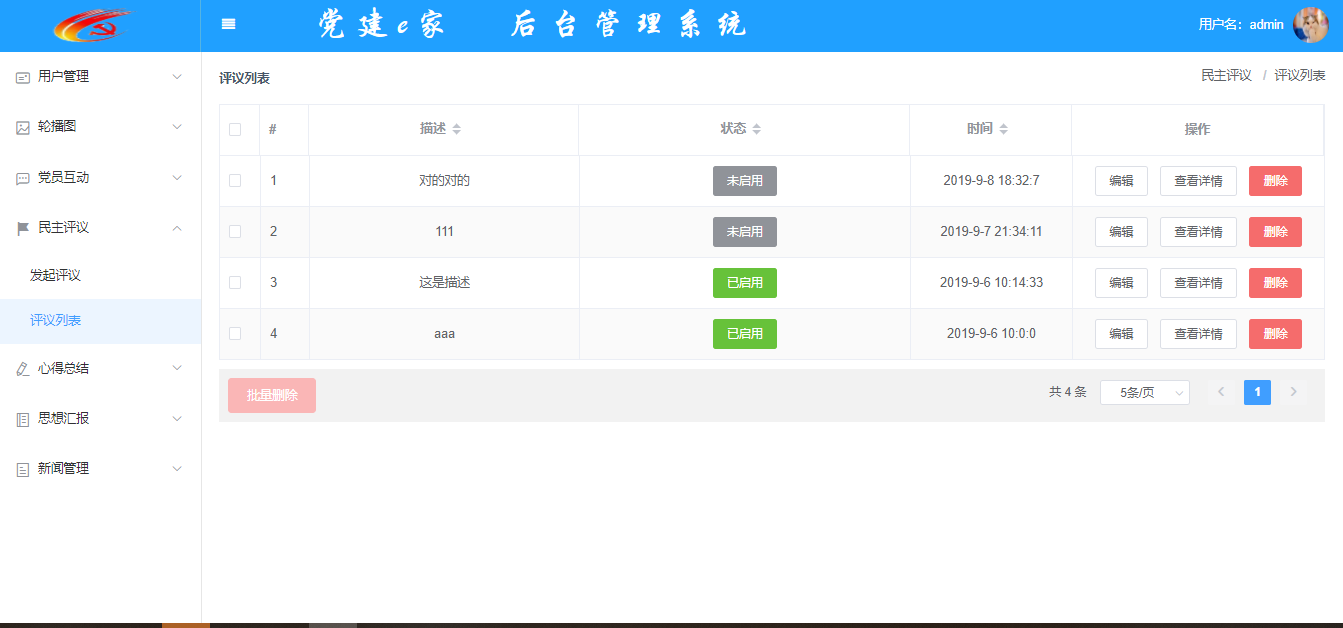 党建e家 后台管理系统
用户名：admin
用户管理
轮播图
党员互动
民主评议
发起评议
评议列表
心得总结
思想汇报
新闻管理
评议列表
民主评议 / 评议列表
# 描述 状态 时间 操作
1 对的对的 未启用 2019-9-8 18:32:7 编辑 查看详情 删除
2 111 未启用 2019-9-7 21:34:11 编辑 查看详情 删除
3 这是描述 已启用 2019-9-6 10:14:33 编辑 查看详情 删除
4 aaa 已启用 2019-9-6 10:0:0 编辑 查看详情 删除
批量删除 共 4 条 5条/页 1